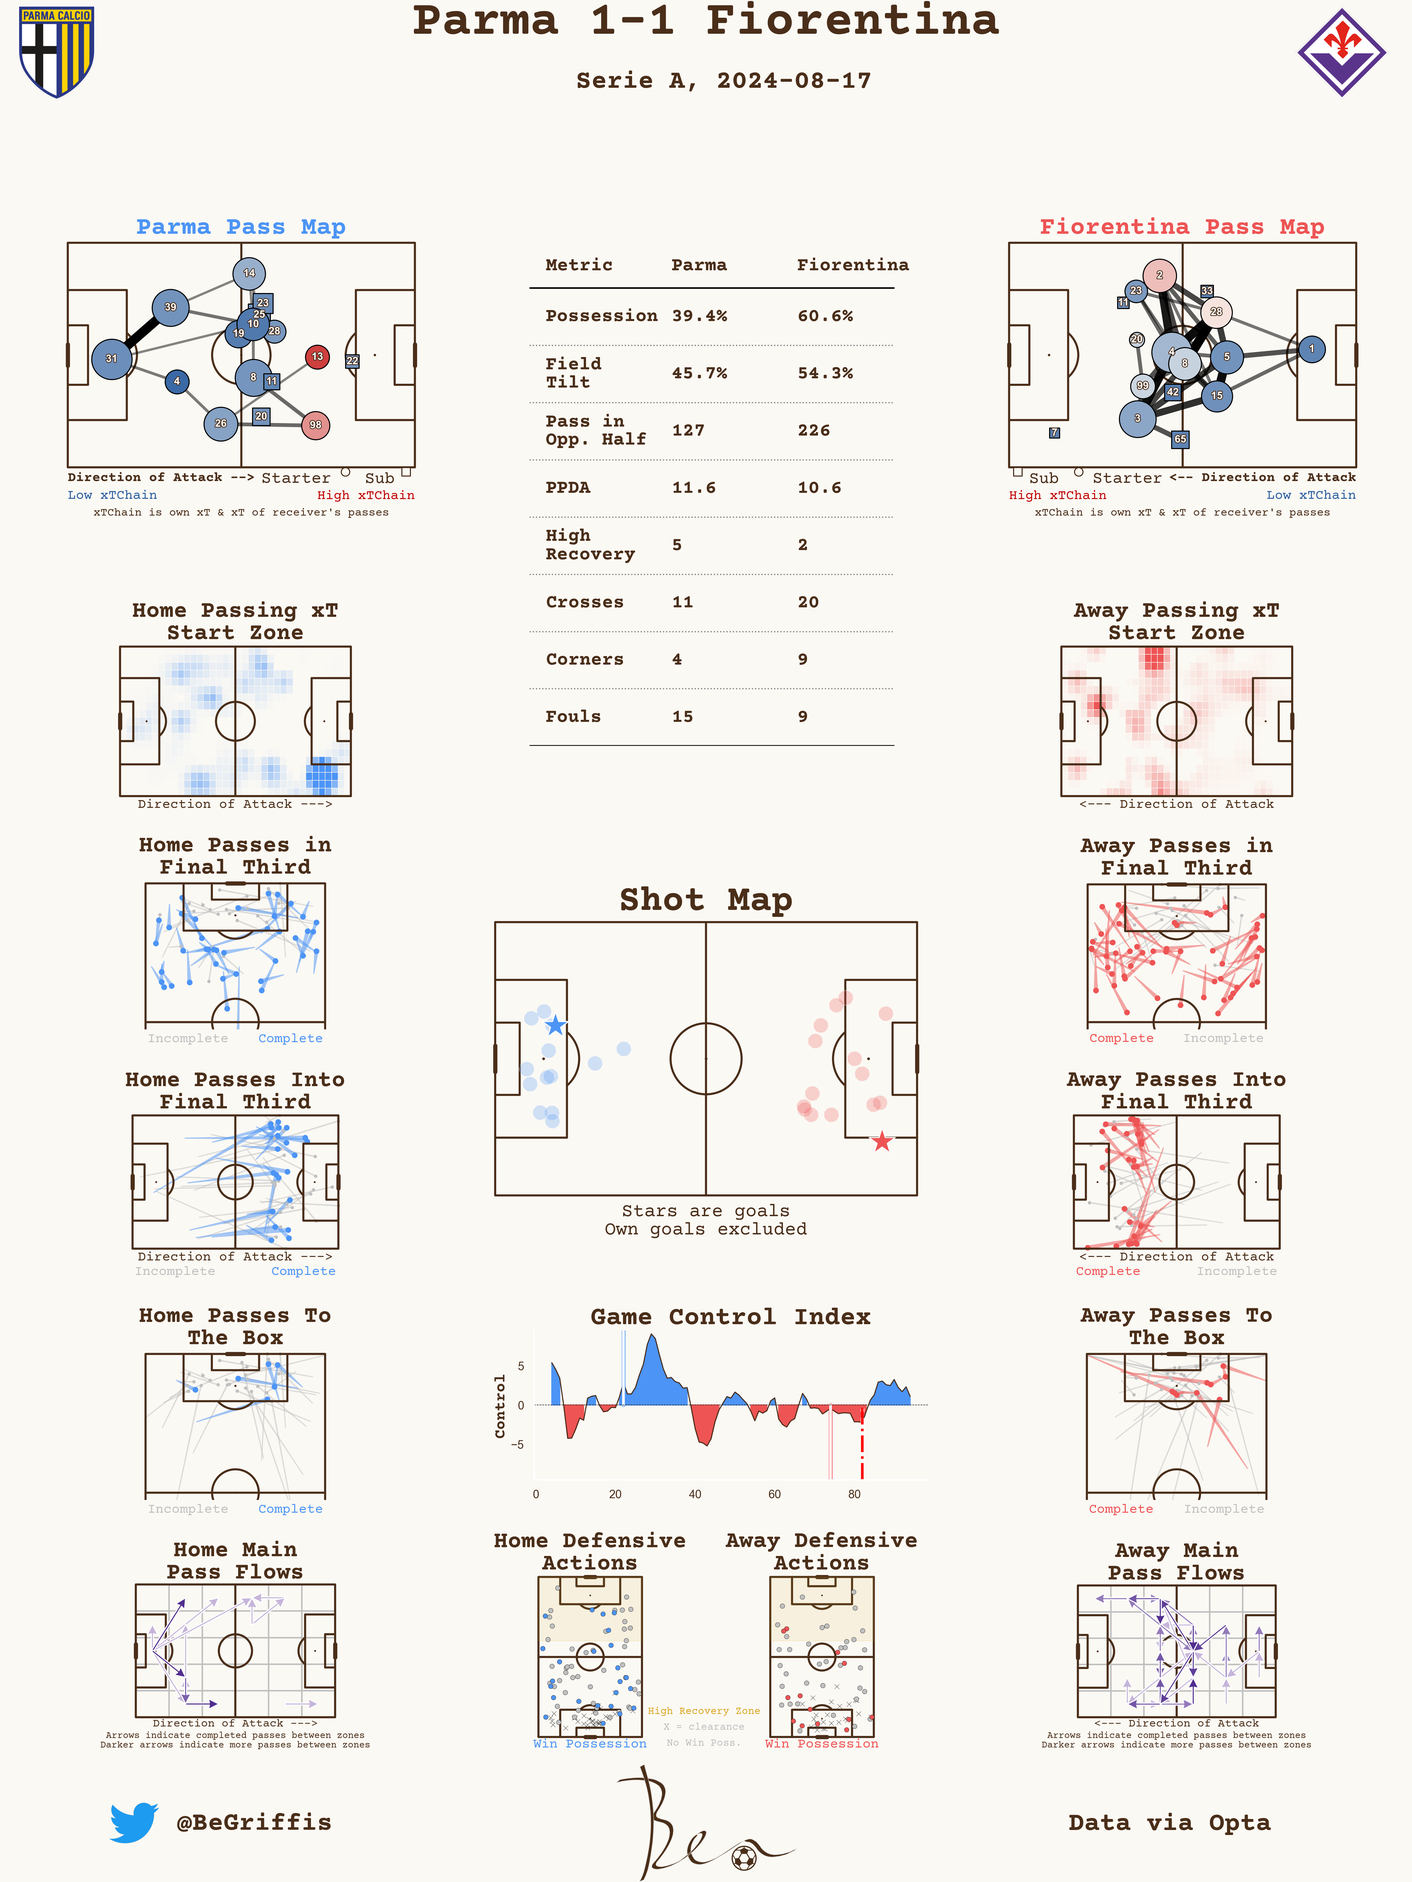 Parma 1-1 Fiorentina
Serie A, 2024-08-17
PARMA CALCIO
Parma Pass Map
14
39
23
25
10
19
28
31
13
22
4
8
11
20
26
98
Direction of Attack --> Starter Sub
Low xTChain High xTChain
xTChain is own xT & xT of receiver's passes
Metric Parma Fiorentina
Possession 39.4% 60.6%
Field
Tilt 45.7% 54.3%
Pass in
Opp. Half 127 226
PPDA 11.6 10.6
High
Recovery 5 2
Crosses 11 20
Corners 4 9
Fouls 15 9
Fiorentina Pass Map
2
23
33
11
28
20
4
8
5
1
99
42
15
3
7
65
Sub Starter <-- Direction of Attack
High xTChain Low xTChain
xTChain is own xT & xT of receiver's passes
Home Passing xT
Start Zone
Direction of Attack --->
Away Passing xT
Start Zone
<--- Direction of Attack
Home Passes in
Final Third
Incomplete Complete
Away Passes in
Final Third
Complete Incomplete
Shot Map
Stars are goals
Own goals excluded
Home Passes Into
Final Third
Direction of Attack --->
Incomplete Complete
Away Passes Into
Final Third
<--- Direction of Attack
Complete Incomplete
Home Passes To
The Box
Incomplete Complete
Game Control Index
Control
5
0
-5
0 20 40 60 80
Away Passes To
The Box
Complete Incomplete
Home Main
Pass Flows
Direction of Attack --->
Arrows indicate completed passes between zones
Darker arrows indicate more passes between zones
Home Defensive
Actions
Win Possession
Away Defensive
Actions
Win Possession
High Recovery Zone
X = clearance
No Win Poss.
Away Main
Pass Flows
<--- Direction of Attack
Arrows indicate completed passes between zones
Darker arrows indicate more passes between zones
@BeGriffis
Ben
Data via Opta